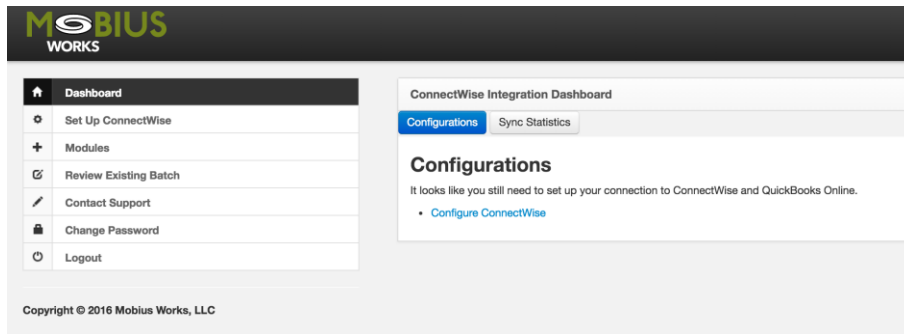 MOBIUS
WORKS
Dashboard
Set Up ConnectWise
Modules
Review Existing Batch
Contact Support
Change Password
Logout
Copyright © 2016 Mobius Works, LLC
ConnectWise Integration Dashboard
Configurations Sync Statistics
Configurations
It looks like you still need to set up your connection to ConnectWise and QuickBooks Online.
• Configure ConnectWise